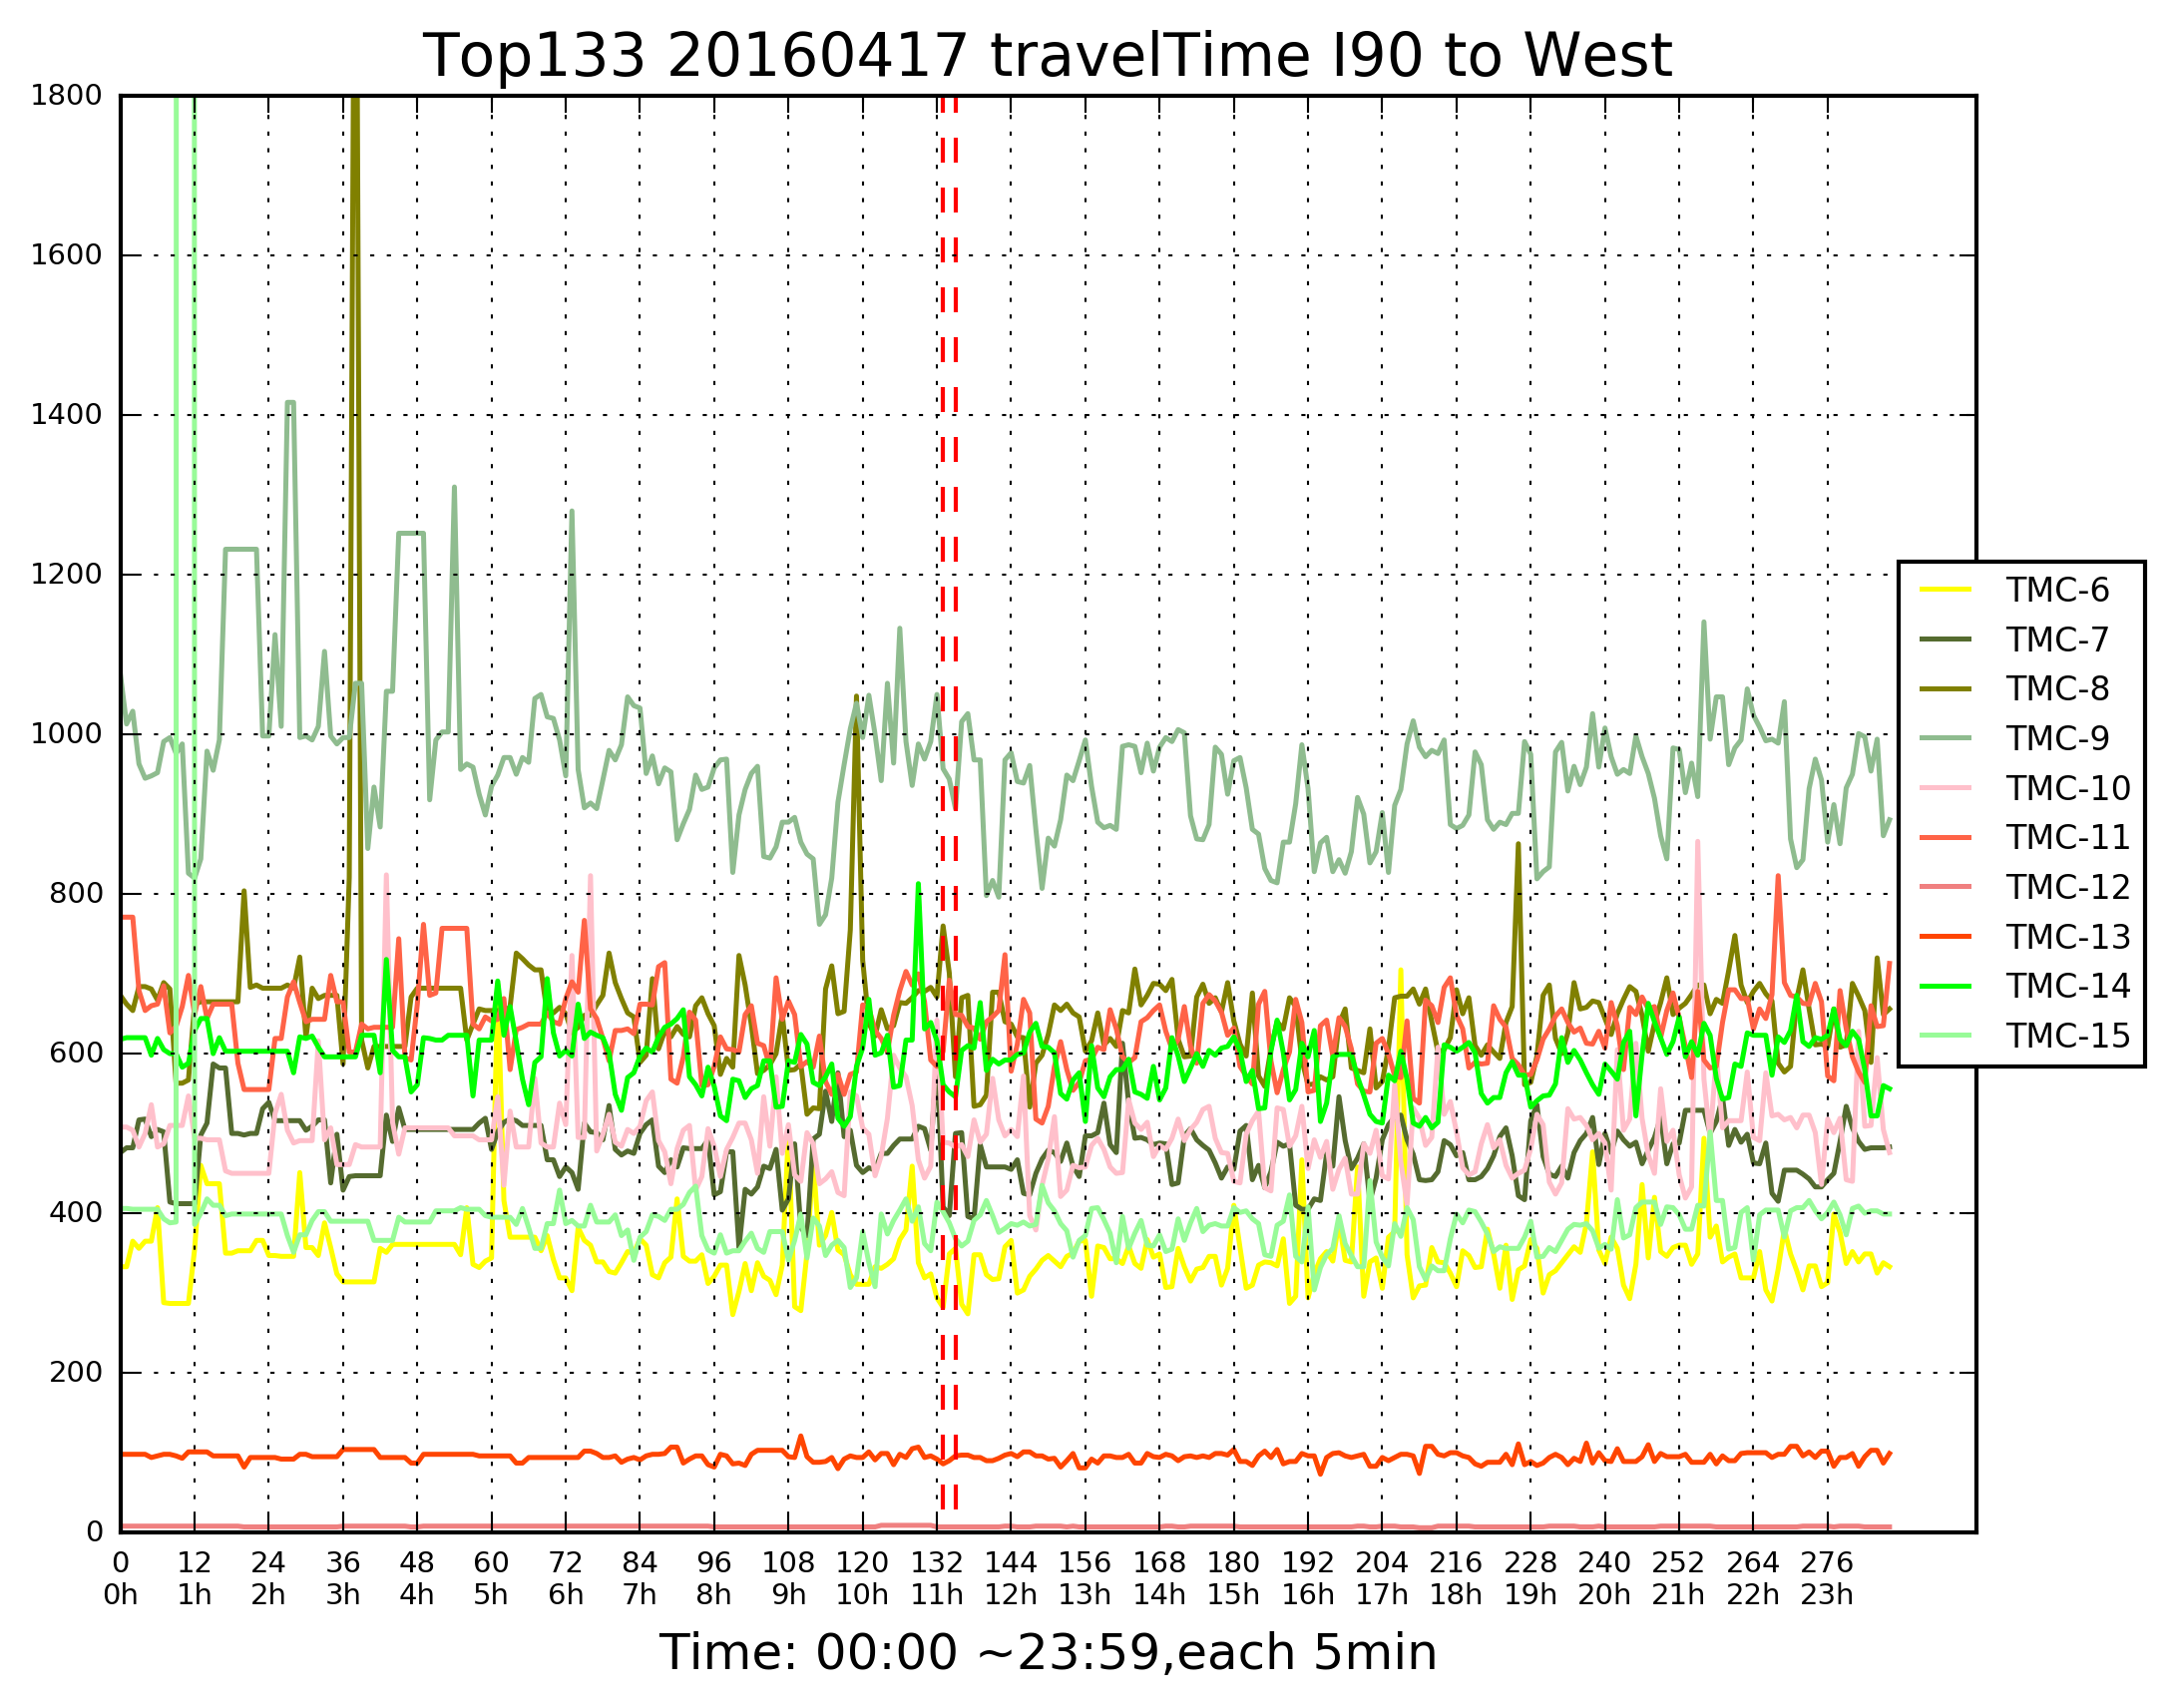 Top133 20160417 travelTime I90 to West
1800
1600
1400
1200
1000
800
600
400
200
0
TMC-6
TMC-7
TMC-8
TMC-9
TMC-10
TMC-11
TMC-12
TMC-13
TMC-14
TMC-15
0 12 24 36 48 60 72 84 96 108 120 132 144 156 168 180 192 204 216 228 240 252 264 276
0h 1h 2h 3h 4h 5h 6h 7h 8h 9h 10h 11h 12h 13h 14h 15h 16h 17h 18h 19h 20h 21h 22h 23h
Time: 00:00 ~23:59,each 5min